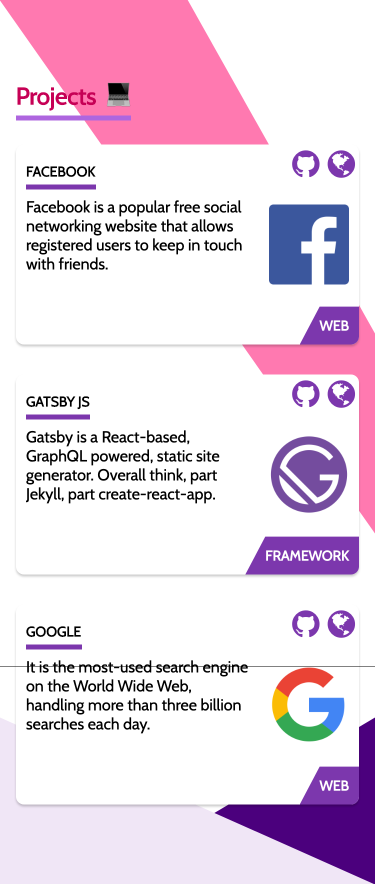 Projects
FACEBOOK
Facebook is a popular free social
networking website that allows
registered users to keep in touch
with friends.
WEB
GATSBY JS
Gatsby is a React-based,
GraphQL powered, static site
generator. Overall think, part
Jekyll, part create-react-app.
FRAMEWORK
GOOGLE
It is the most-used search engine
on the World Wide Web,
handling more than three billion
searches each day.
WEB